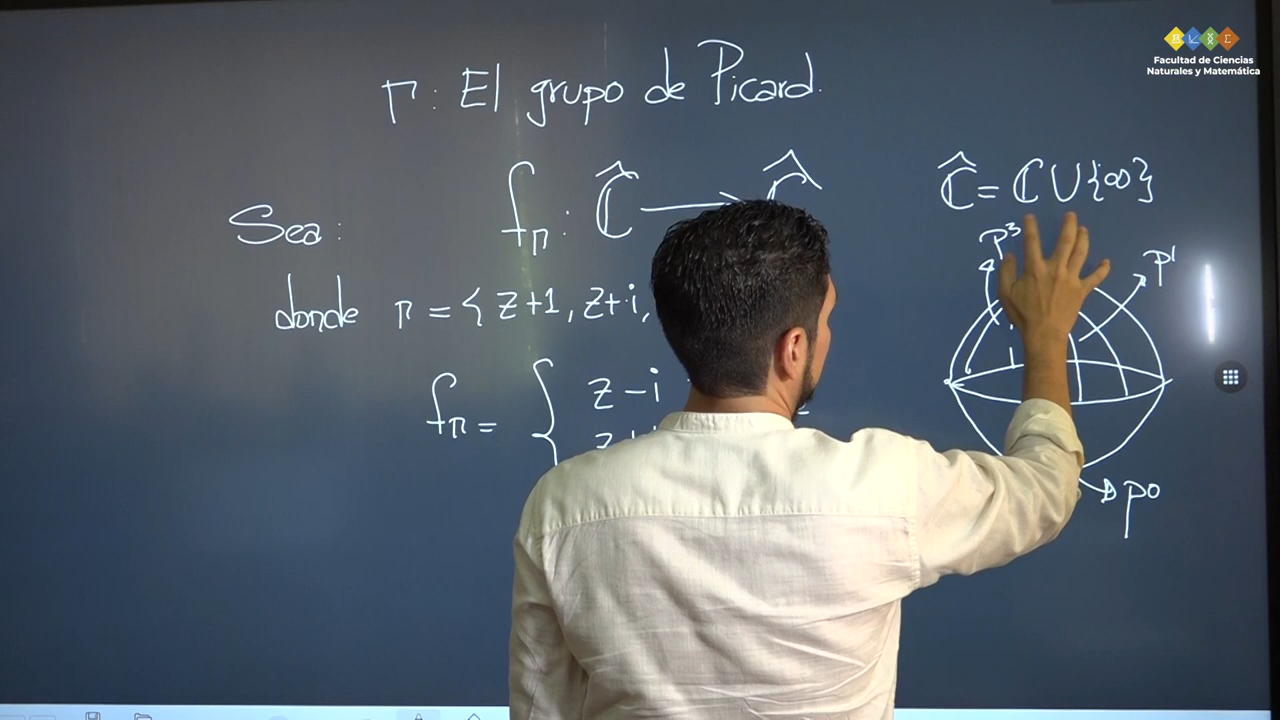 Facultad de Ciencias
Naturales y Matemática
Γ: El grupo de Picard.
Sea: f_Γ: Ĉ → Ĉ
donde Γ = < z+1, z+i,
f_Γ = { z-i
Ĉ = ℂ ∪ {∞}
P³
P¹
P0